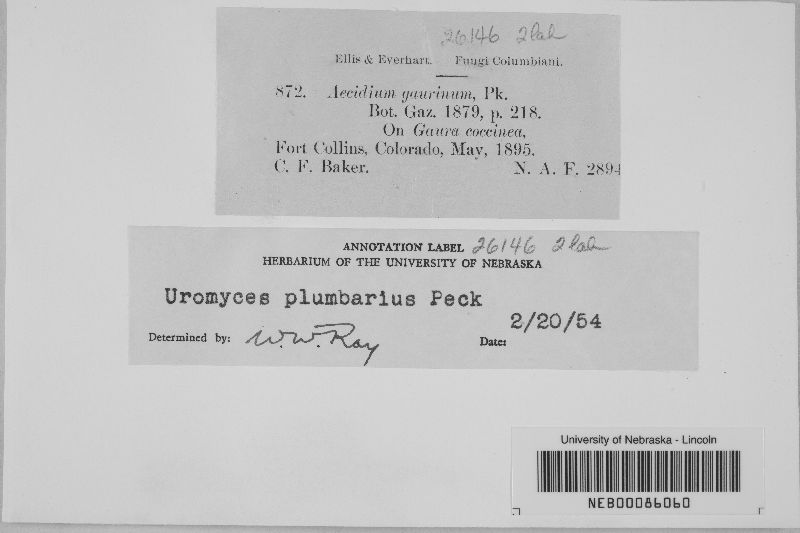 26146 2lab
Ellis & Everhart. Fungi Columbiani.
872. Aecidium gaurinum, Pk.
Bot. Gaz. 1879, p. 218.
On Gaura coccinea,
Fort Collins, Colorado, May, 1895.
C. F. Baker. N. A. F. 2894
ANNOTATION LABEL 26146 2lab
HERBARIUM OF THE UNIVERSITY OF NEBRASKA
Uromyces plumbarius Peck
2/20/54
Determined by: W.W. Ray Date:
University of Nebraska - Lincoln
NEB00086060